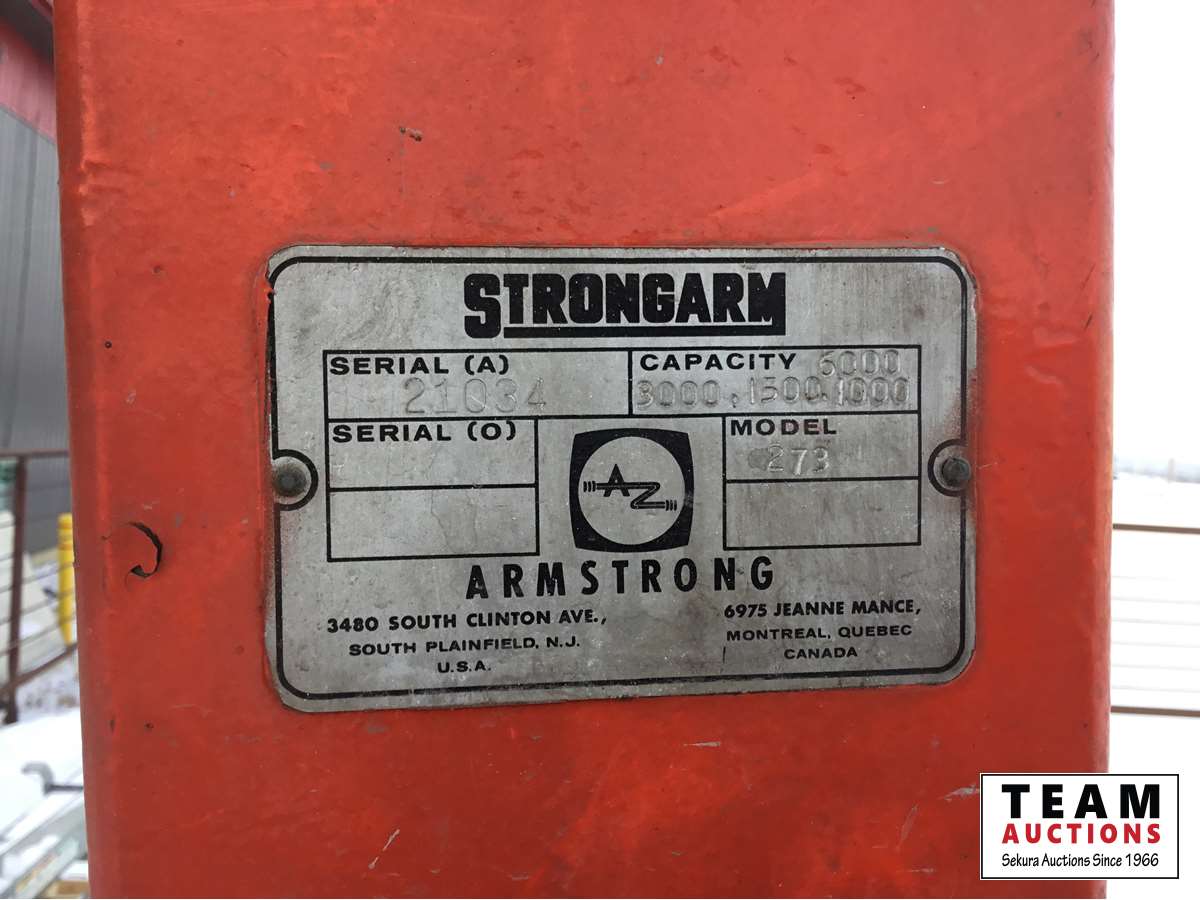 STRONGARM
SERIAL (A)
21034
CAPACITY 6000
3000, 1500, 1000
SERIAL (O)
MODEL
273
AZ
ARMSTRONG
3480 SOUTH CLINTON AVE.,
SOUTH PLAINFIELD, N.J.
U.S.A.
6975 JEANNE MANCE,
MONTREAL, QUEBEC
CANADA
TEAM
AUCTIONS
Sekura Auctions Since 1966